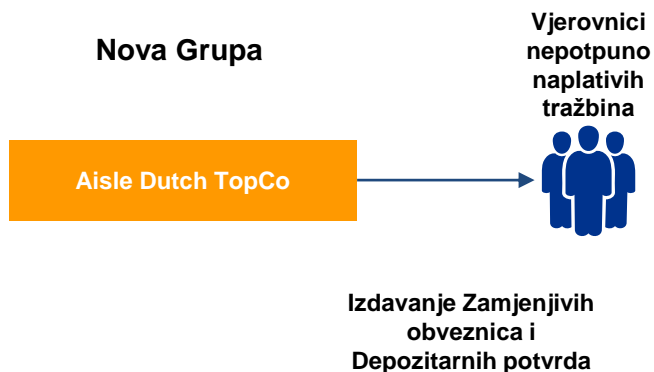 Nova Grupa
Vjerovnici
nepotpuno
naplativih
tražbina
Aisle Dutch TopCo
Izdavanje Zamjenjivih
obveznica i
Depozitarnih potvrda